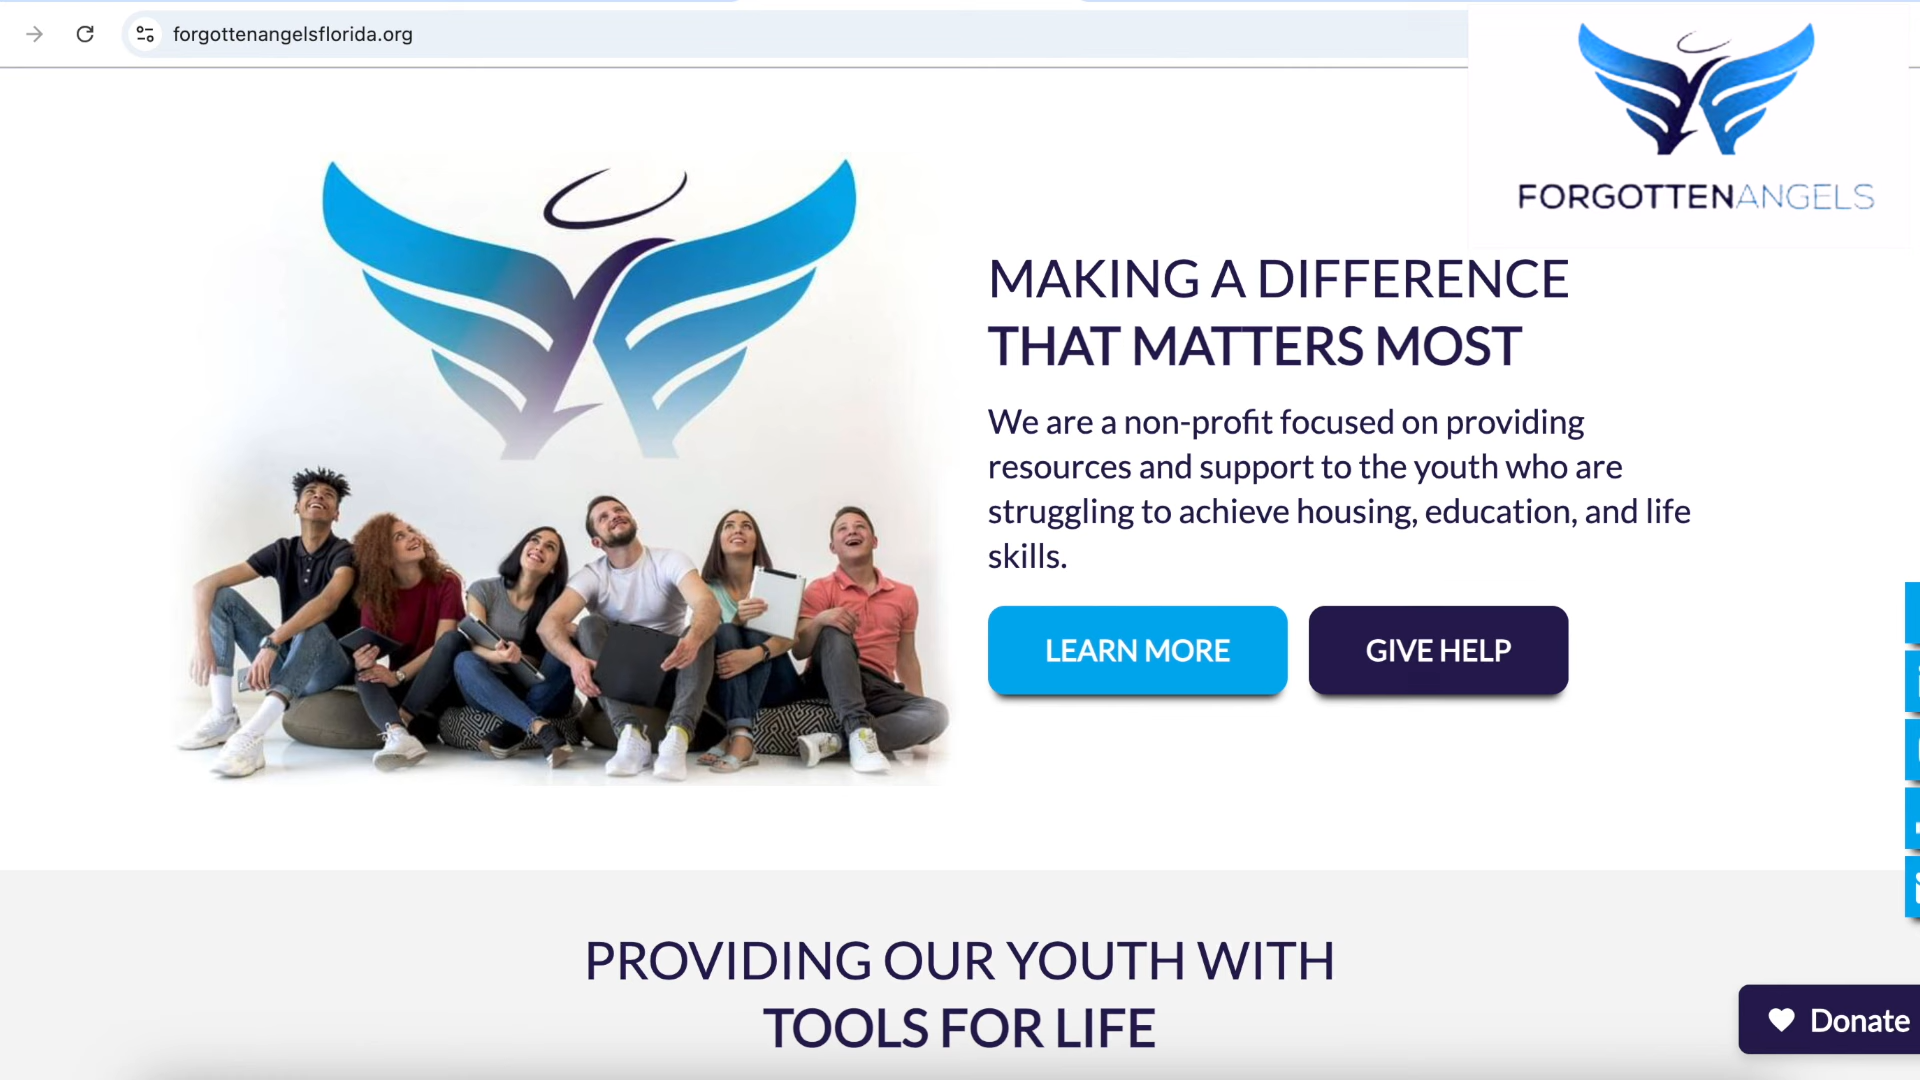 forgottenangelsflorida.org
FORGOTTENANGELS
MAKING A DIFFERENCE
THAT MATTERS MOST
We are a non-profit focused on providing
resources and support to the youth who are
struggling to achieve housing, education, and life
skills.
LEARN MORE
GIVE HELP
PROVIDING OUR YOUTH WITH
TOOLS FOR LIFE
Donate